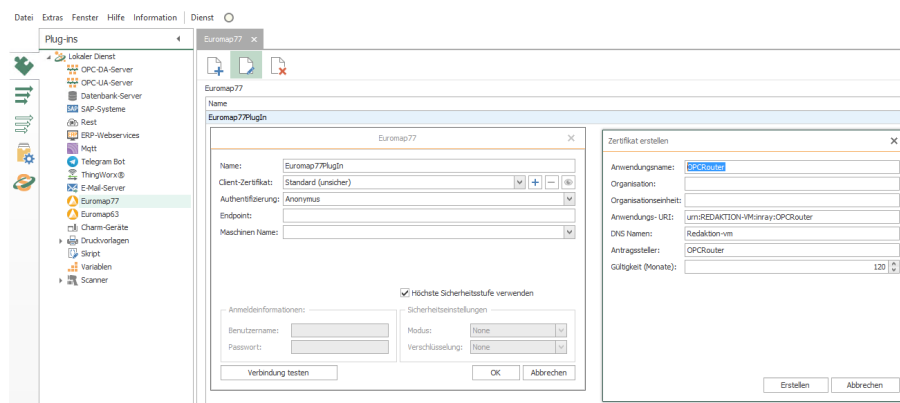 Datei Extras Fenster Hilfe Information Dienst
Plug-ins
Lokaler Dienst
OPC-DA-Server
OPC-UA-Server
Datenbank-Server
SAP SAP-Systeme
Rest
ERP-Webservices
Mqtt
Telegram Bot
ThingWorx®
E-Mail-Server
Euromap77
Euromap63
Charm-Geräte
Druckvorlagen
Skript
Variablen
Scanner
Euromap77
Euromap77
Name
Euromap77PlugIn
Euromap77
Name: Euromap77PlugIn
Client-Zertifikat: Standard (unsicher)
Authentifizierung: Anonymus
Endpoint:
Maschinen Name:
Höchste Sicherheitsstufe verwenden
Anmeldeinformationen:
Benutzername:
Passwort:
Sicherheitseinstellungen
Modus: None
Verschlüsselung: None
Verbindung testen OK Abbrechen
Zertifikat erstellen
Anwendungsname: OPCRouter
Organisation:
Organisationseinheit:
Anwendungs- URI: urn:REDAKTION-VM:inray:OPCRouter
DNS Namen: Redaktion-vm
Antragssteller: OPCRouter
Gültigkeit (Monate): 120
Erstellen Abbrechen